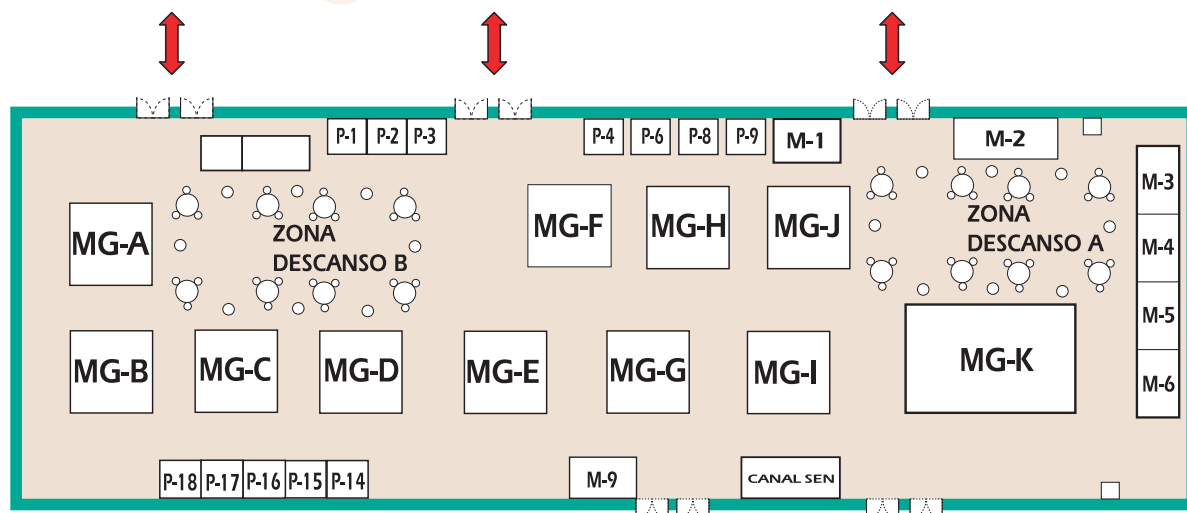 P-1
P-2
P-3
P-4
P-6
P-8
P-9
M-1
M-2
M-3
MG-A
ZONA
DESCANSO B
MG-F
MG-H
MG-J
ZONA
DESCANSO A
M-4
M-5
MG-B
MG-C
MG-D
MG-E
MG-G
MG-I
MG-K
M-6
P-18
P-17
P-16
P-15
P-14
M-9
CANAL SEN